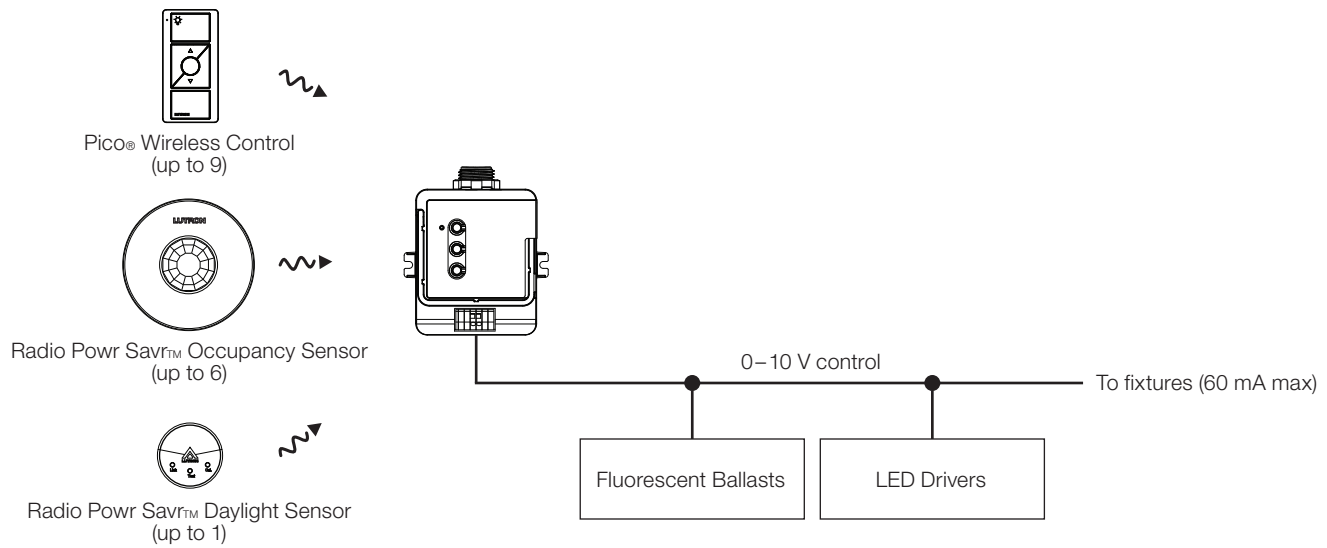 Pico® Wireless Control
(up to 9)
LUTRON
Radio Powr Savr™ Occupancy Sensor
(up to 6)
Radio Powr Savr™ Daylight Sensor
(up to 1)
0–10 V control
To fixtures (60 mA max)
Fluorescent Ballasts
LED Drivers